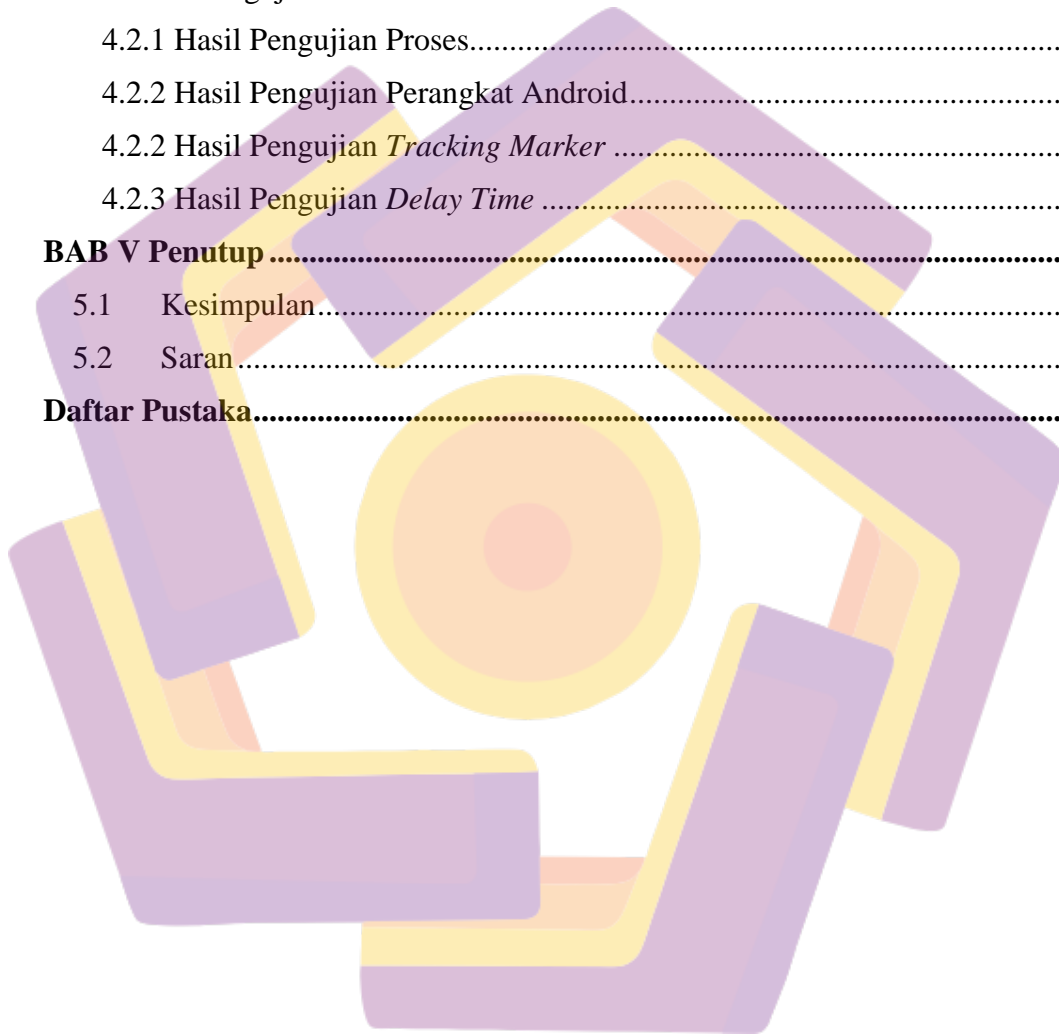 4.2.1 Hasil Pengujian Proses................................................................
4.2.2 Hasil Pengujian Perangkat Android................................................
4.2.2 Hasil Pengujian Tracking Marker ..................................................
4.2.3 Hasil Pengujian Delay Time ..........................................................
BAB V Penutup ................................................................................
5.1 Kesimpulan................................................................................
5.2 Saran ........................................................................................
Daftar Pustaka..................................................................................